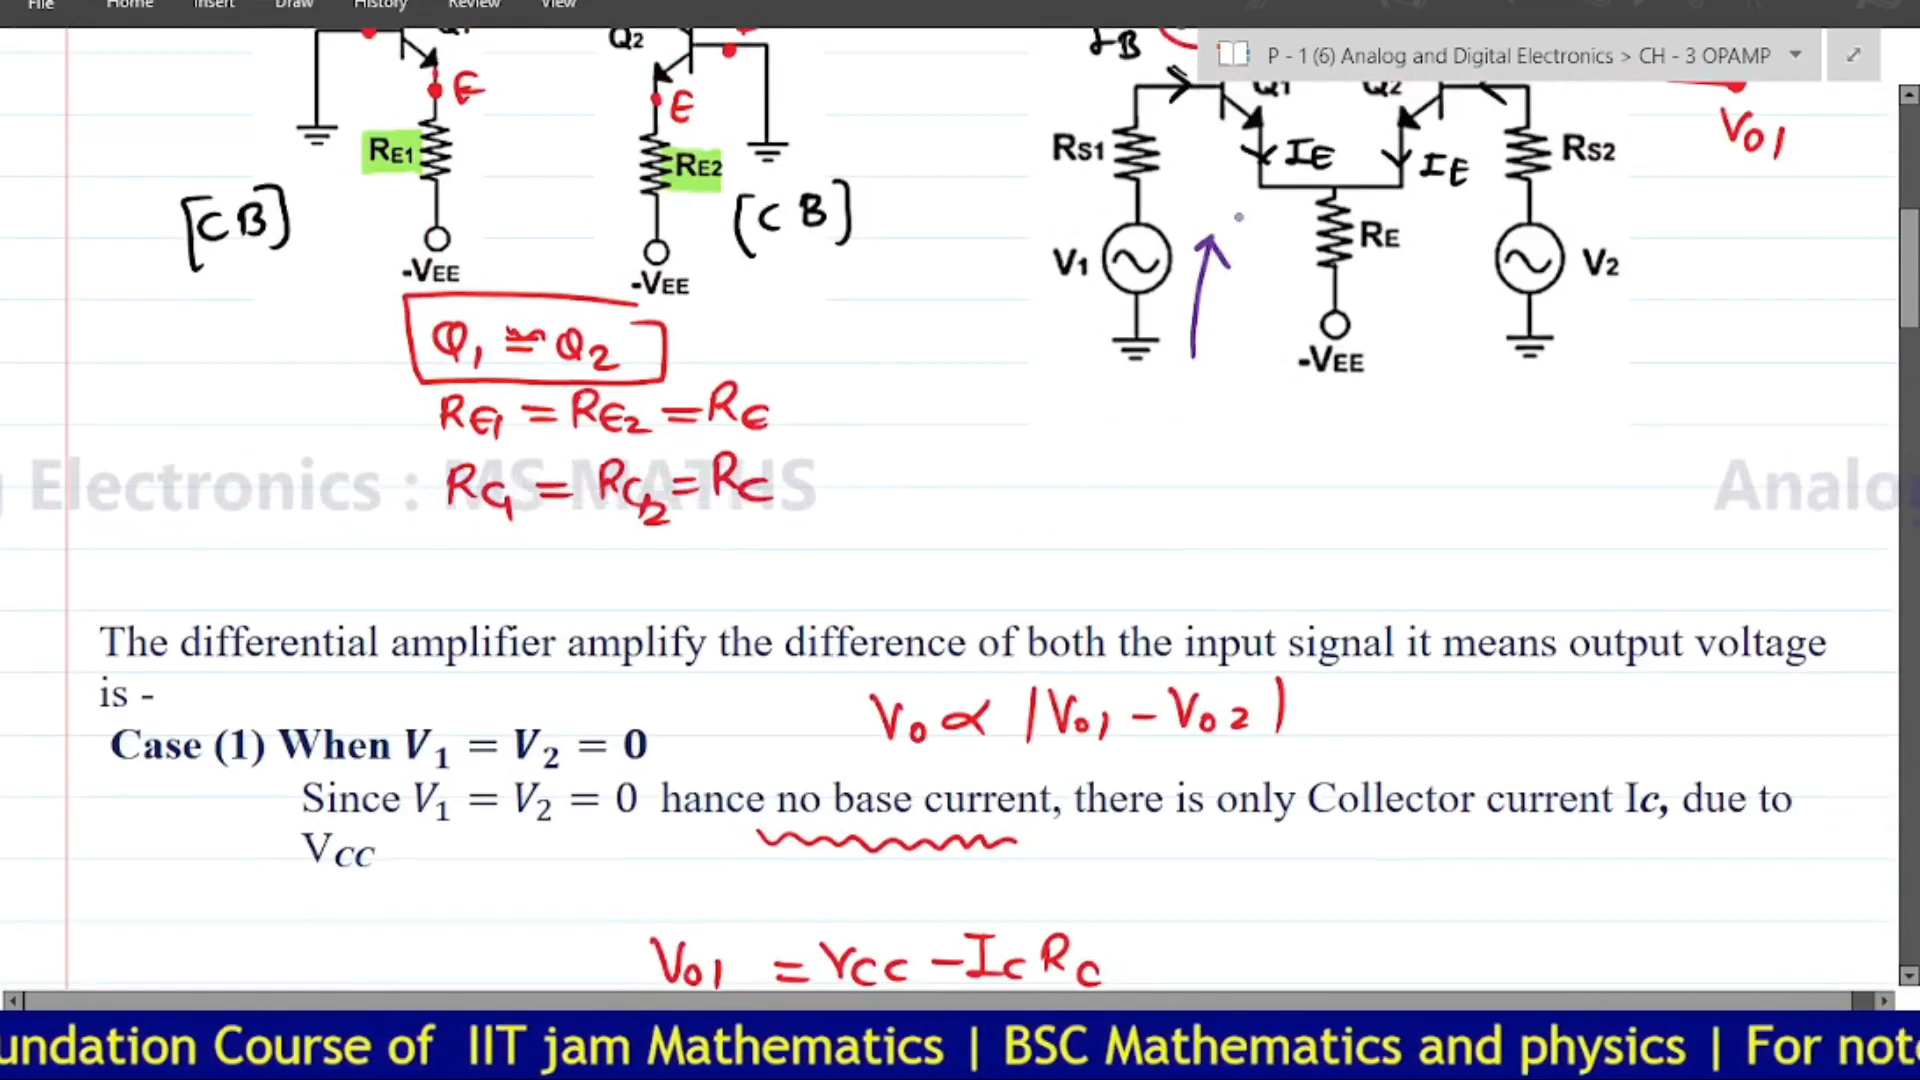 File Home Insert Draw History Review View
P - 1 (6) Analog and Digital Electronics > CH - 3 OPAMP
Q1
Q2
E
E
RE1
RE2
[CB]
[CB]
-VEE
-VEE
IB
Q1
Q2
VO1
RS1
IE
IE
RS2
V1
RE
V2
-VEE
Q1 ≅ Q2
RE1 = RE2 = RE
RC1 = RC2 = RC
g Electronics : MS MATHS
Analo
The differential amplifier amplify the difference of both the input signal it means output voltage
is -
Vo ∝ |Vo1 - Vo2|
Case (1) When V1 = V2 = 0
Since V1 = V2 = 0 hance no base current, there is only Collector current Ic, due to
VCC
Vo1 = VCC - IC RC
undation Course of IIT jam Mathematics | BSC Mathematics and physics | For note